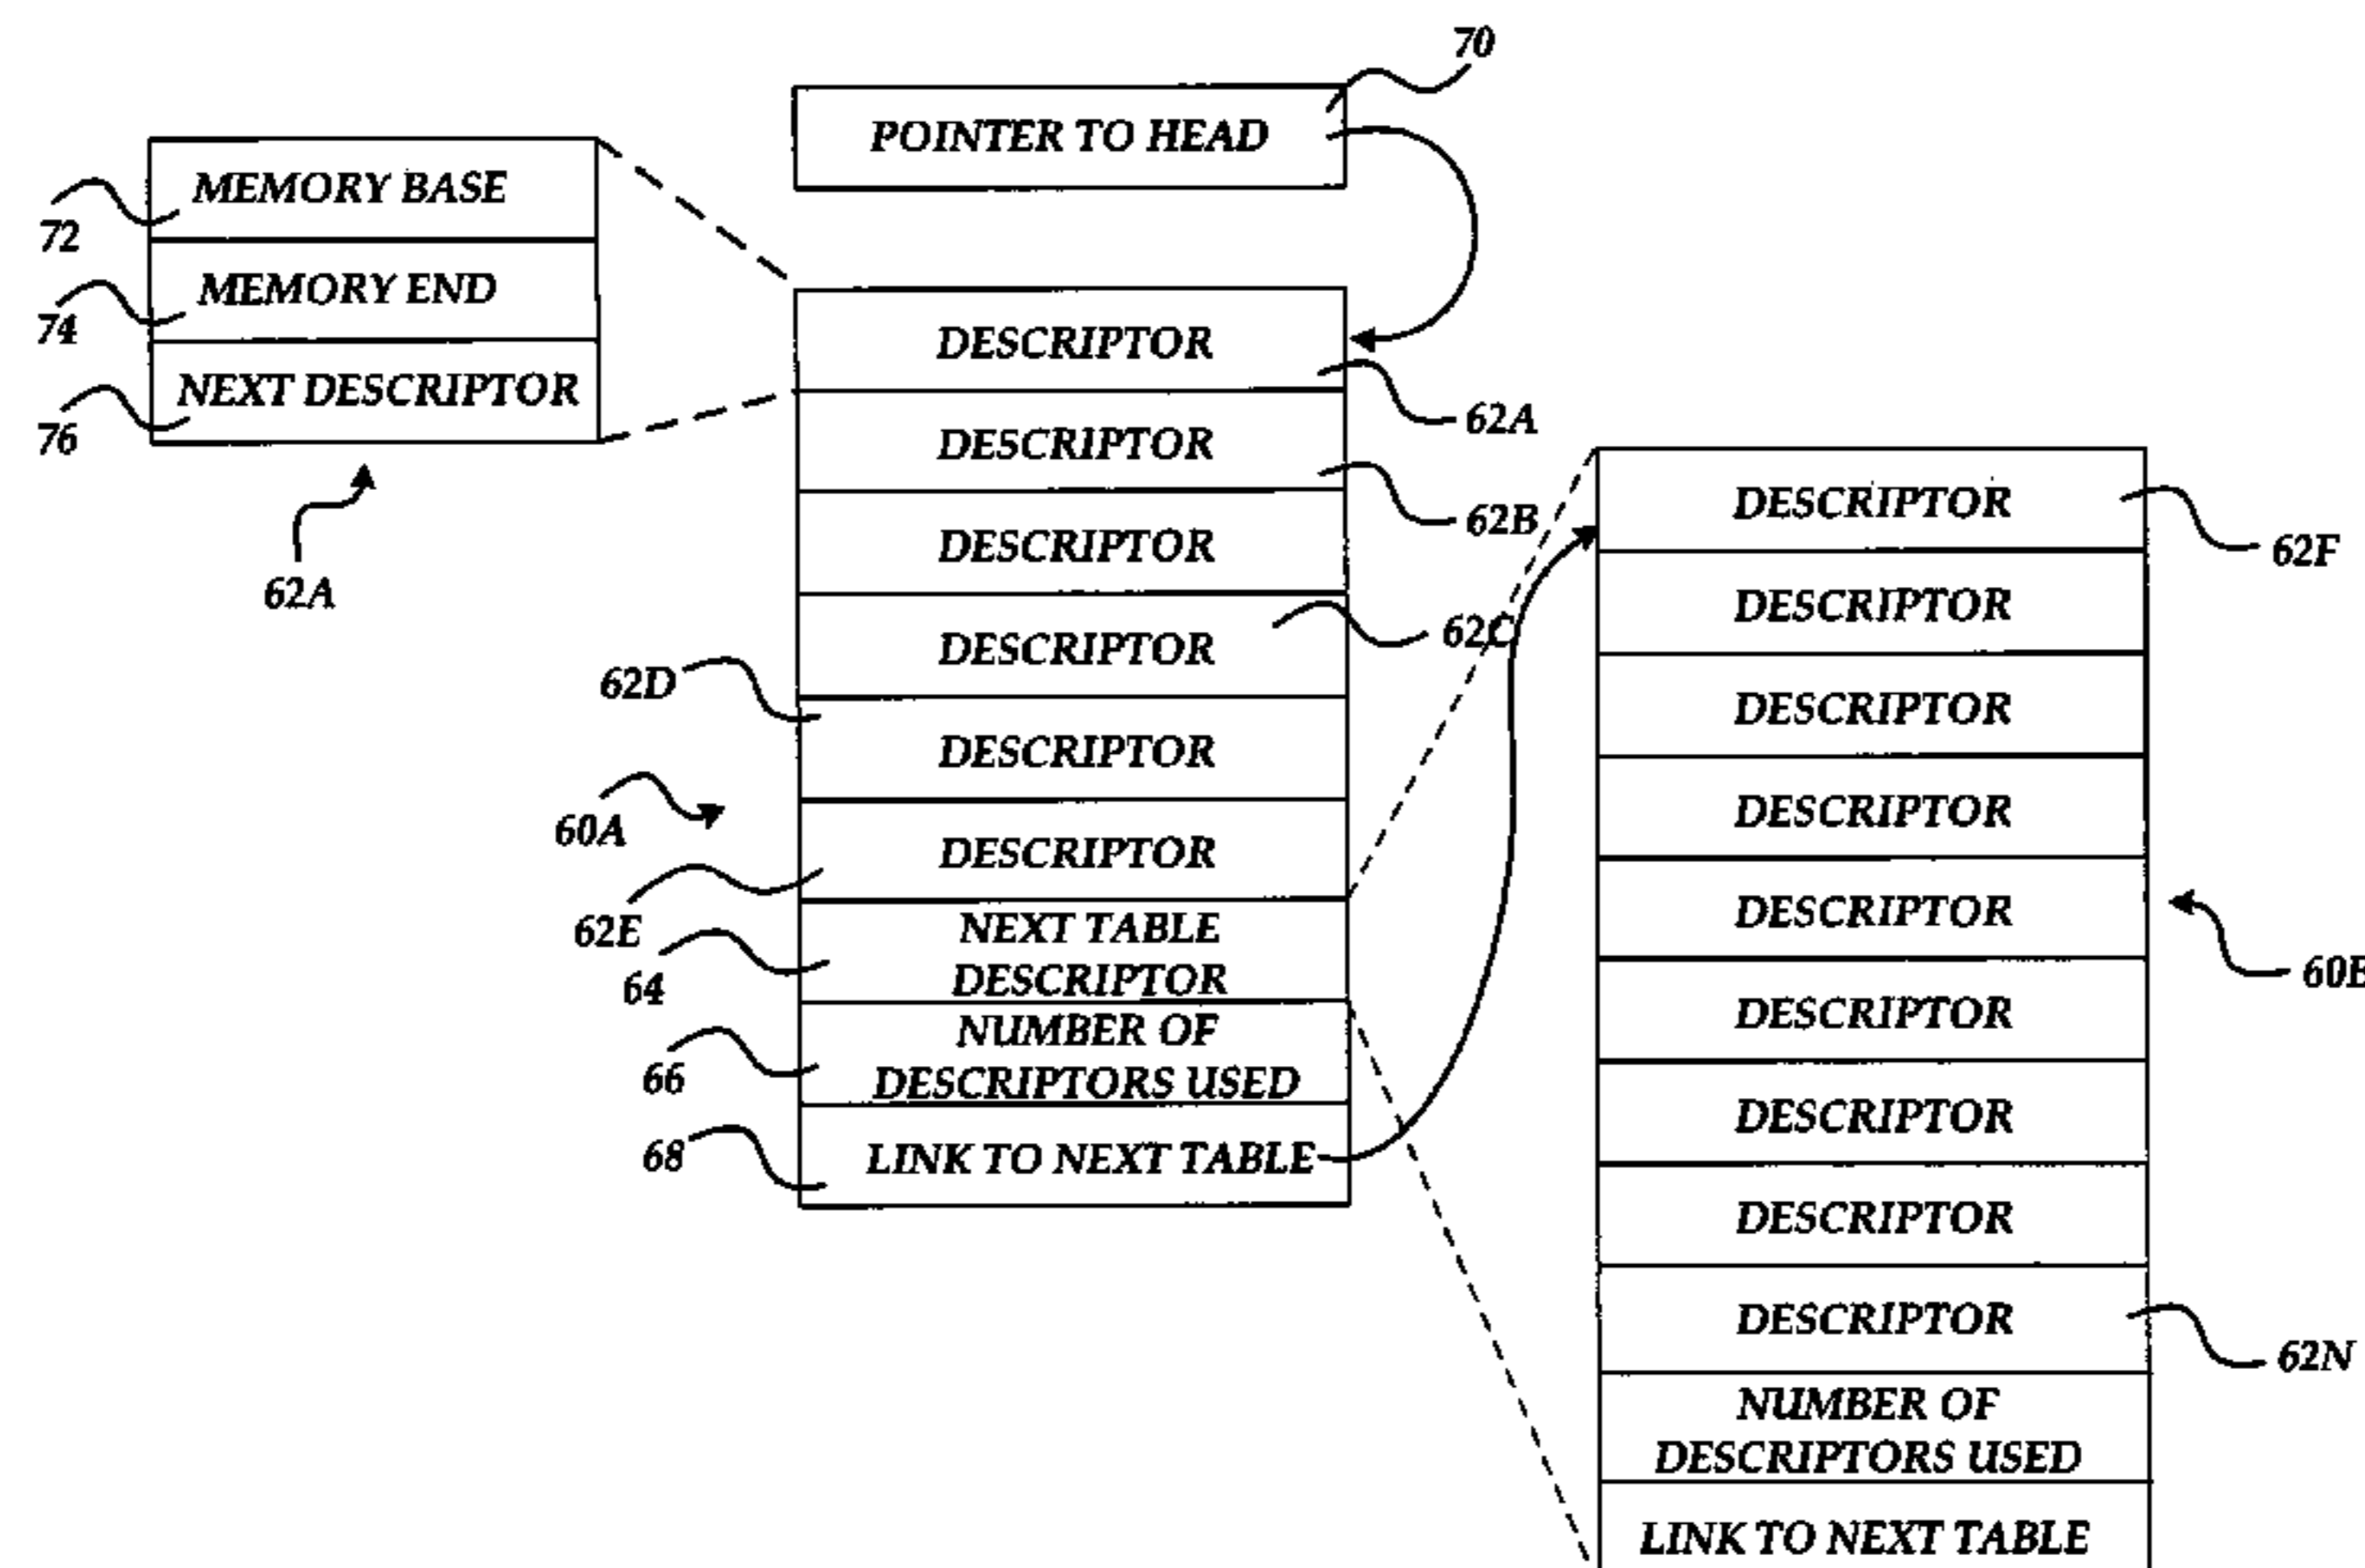 70
POINTER TO HEAD
MEMORY BASE
72
MEMORY END
74
NEXT DESCRIPTOR
76
62A
DESCRIPTOR
62A
DESCRIPTOR
62B
DESCRIPTOR
DESCRIPTOR
62C
62D
DESCRIPTOR
60A
DESCRIPTOR
62E
NEXT TABLE
DESCRIPTOR
64
NUMBER OF
DESCRIPTORS USED
66
LINK TO NEXT TABLE
68
DESCRIPTOR
62F
DESCRIPTOR
DESCRIPTOR
DESCRIPTOR
DESCRIPTOR
60B
DESCRIPTOR
DESCRIPTOR
DESCRIPTOR
DESCRIPTOR
62N
NUMBER OF
DESCRIPTORS USED
LINK TO NEXT TABLE